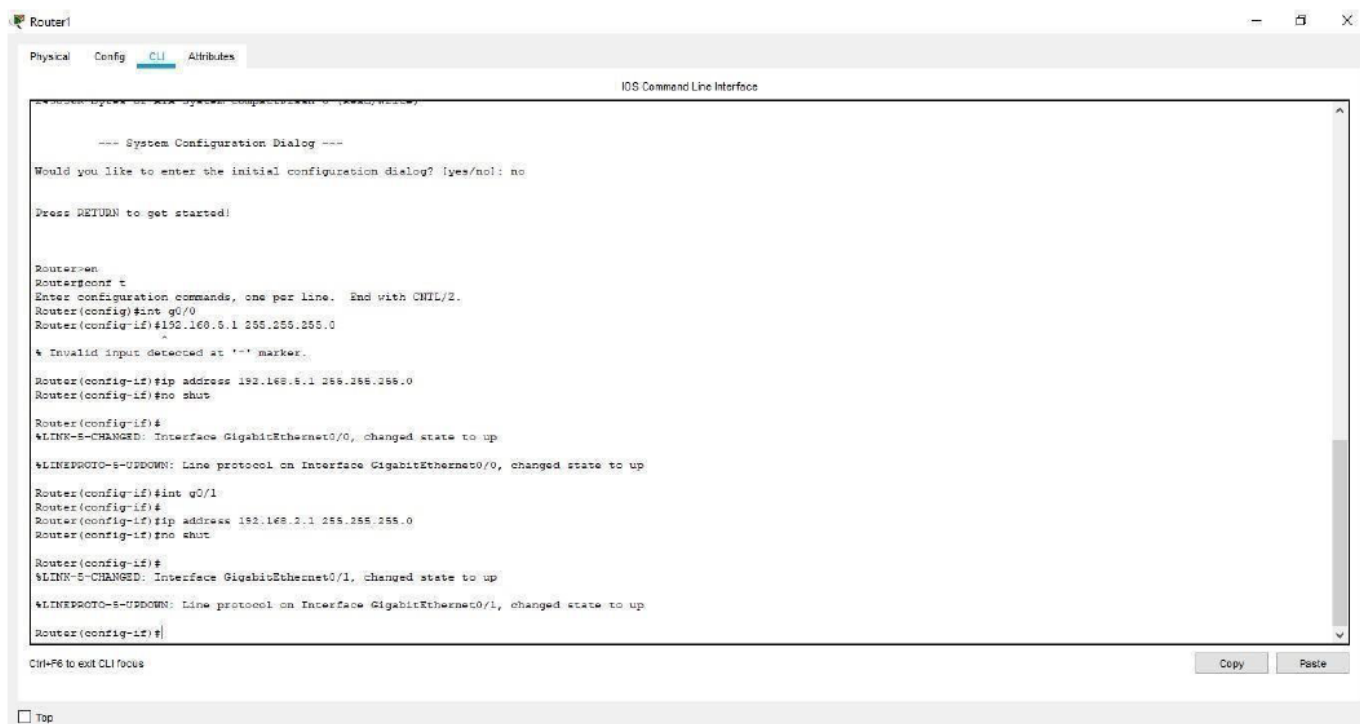 Router1
Physical Config CLI Attributes
IOS Command Line Interface
--- System Configuration Dialog ---
Would you like to enter the initial configuration dialog? [yes/no]: no
Press RETURN to get started!
Router>en
Router#conf t
Enter configuration commands, one per line. End with CNTL/Z.
Router(config)#int g0/0
Router(config-if)#192.168.5.1 255.255.255.0
^
% Invalid input detected at '^' marker.
Router(config-if)#ip address 192.168.5.1 255.255.255.0
Router(config-if)#no shut
Router(config-if)#
%LINK-5-CHANGED: Interface GigabitEthernet0/0, changed state to up
%LINEPROTO-5-UPDOWN: Line protocol on Interface GigabitEthernet0/0, changed state to up
Router(config-if)#int g0/1
Router(config-if)#
Router(config-if)#ip address 192.168.2.1 255.255.255.0
Router(config-if)#no shut
Router(config-if)#
%LINK-5-CHANGED: Interface GigabitEthernet0/1, changed state to up
%LINEPROTO-5-UPDOWN: Line protocol on Interface GigabitEthernet0/1, changed state to up
Router(config-if)#
Ctrl+F6 to exit CLI focus
Copy Paste
Top